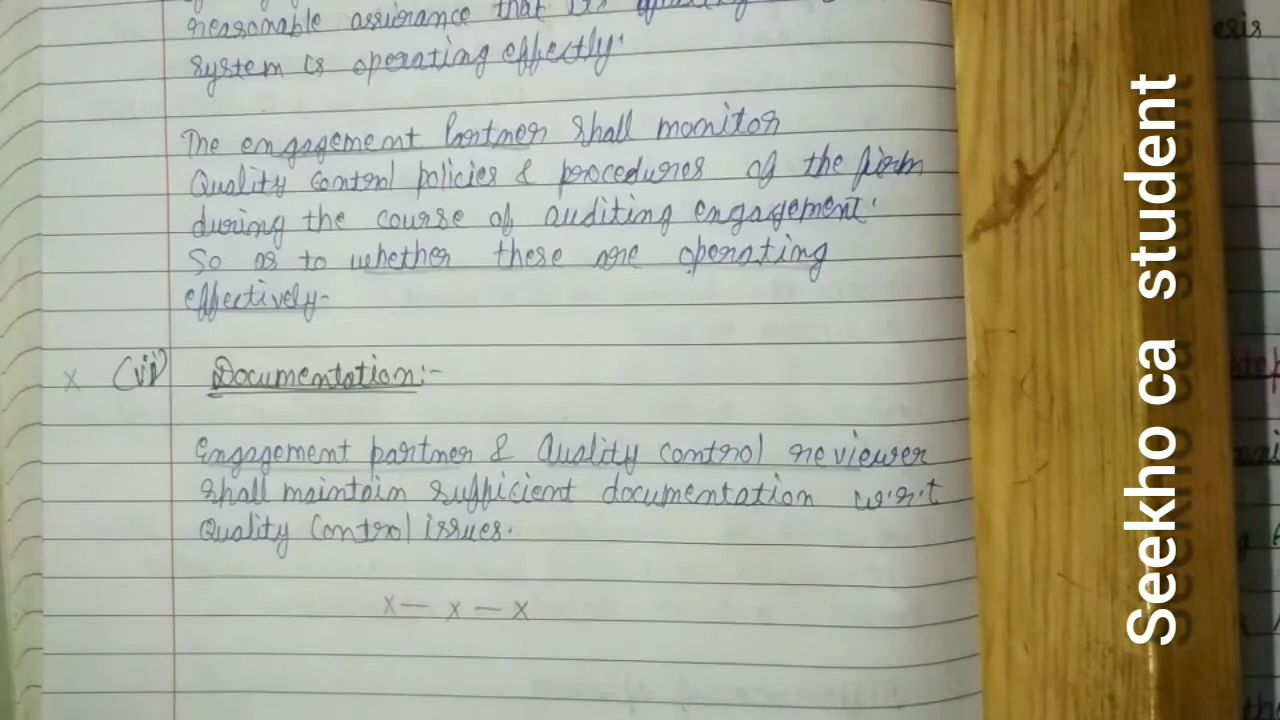 reasonable assurance that its
system is operating effectly.
The engagement Partner shall monitor
Quality control policies & procedures of the firm
during the course of auditing engagement.
So as to whether these are operating
effectively-
x (vi) Documentation:-
Engagement partner & Quality control reviewer
shall maintain sufficient documentation w.r.t
Quality Control issues.
x — x — x
Seekho ca student